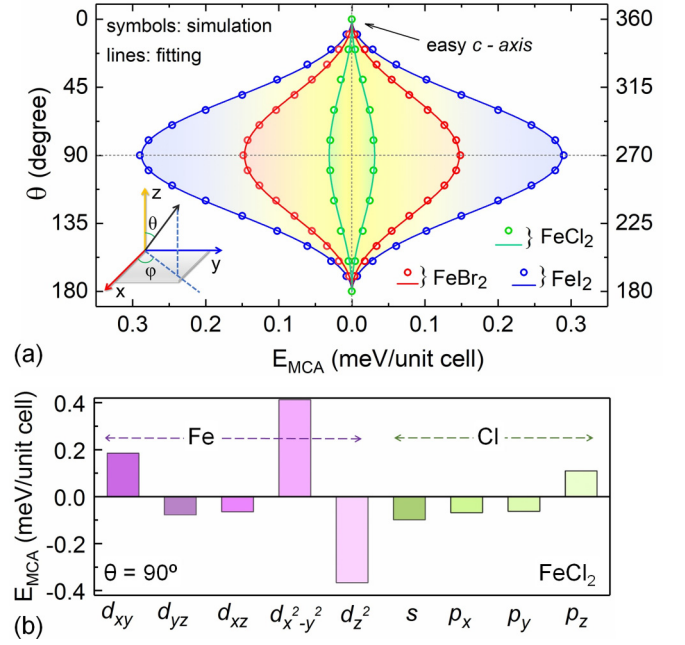 symbols: simulation
lines: fitting
easy c - axis
0
45
90
135
180
θ (degree)
360
315
270
225
180
z
θ
y
φ
x
} FeCl₂
} FeBr₂
} FeI₂
0.3 0.2 0.1 0.0 0.1 0.2 0.3
(a)
E_MCA (meV/unit cell)
E_MCA (meV/unit cell)
0.4
0.2
0.0
-0.2
-0.4
Fe
Cl
θ = 90º
FeCl₂
(b)
d_xy d_yz d_xz d_x²-y² d_z² s p_x p_y p_z